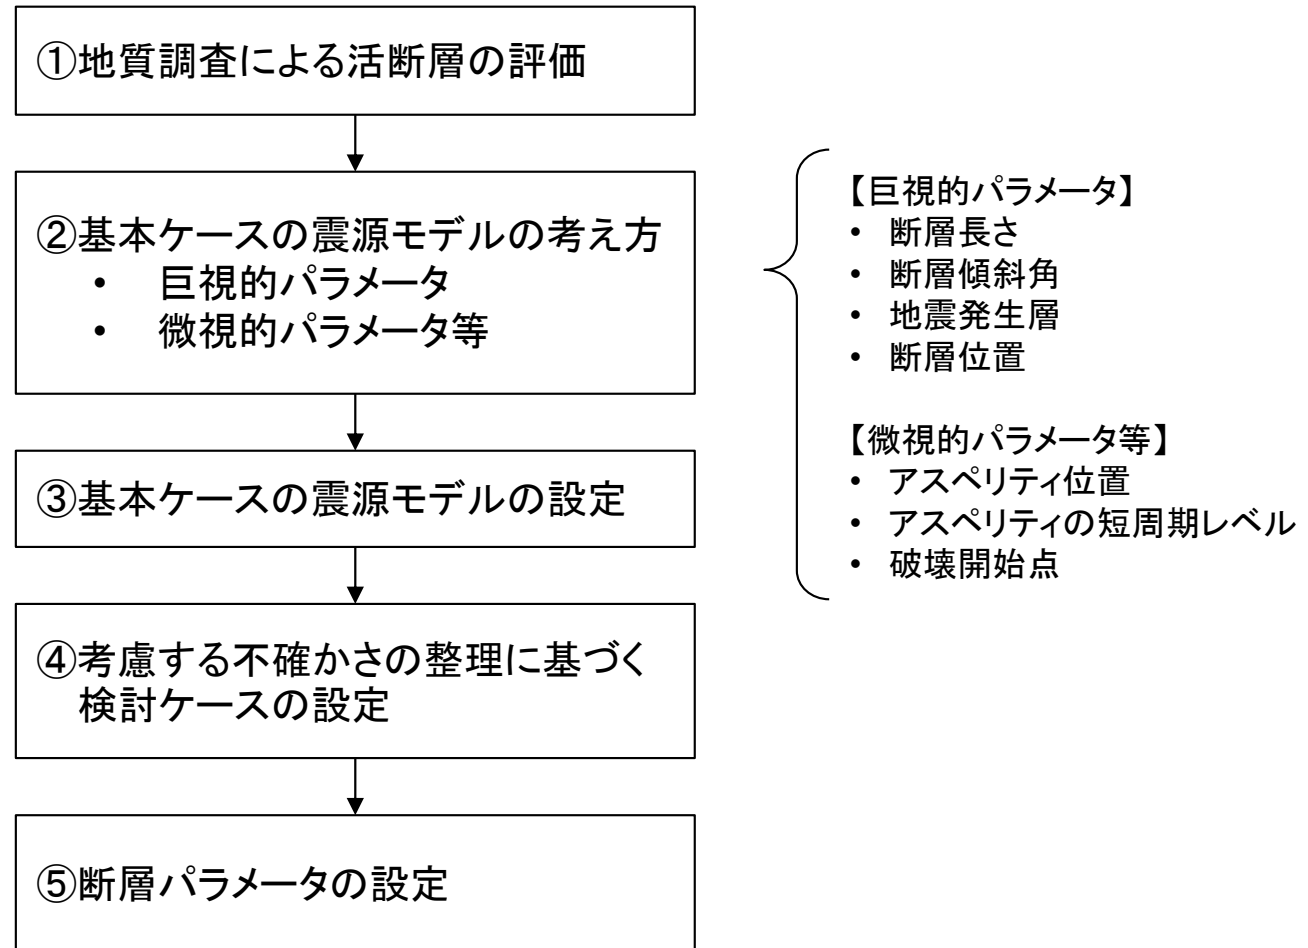 ①地質調査による活断層の評価
②基本ケースの震源モデルの考え方
• 巨視的パラメータ
• 微視的パラメータ等
③基本ケースの震源モデルの設定
④考慮する不確かさの整理に基づく
検討ケースの設定
⑤断層パラメータの設定
【巨視的パラメータ】
• 断層長さ
• 断層傾斜角
• 地震発生層
• 断層位置
【微視的パラメータ等】
• アスペリティ位置
• アスペリティの短周期レベル
• 破壊開始点